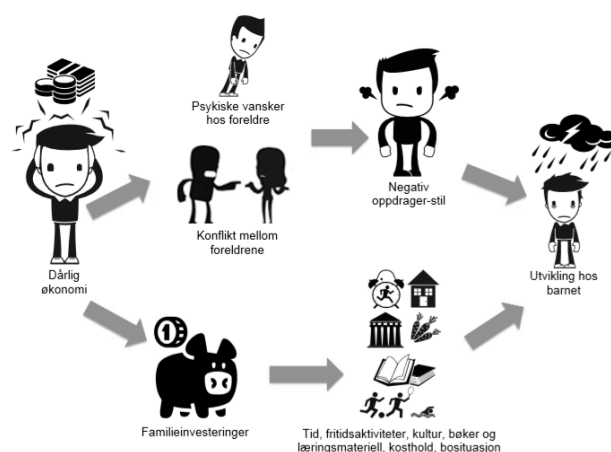 Psykiske vansker
hos foreldre
Konflikt mellom
foreldrene
Negativ
oppdrager-stil
Dårlig
økonomi
Utvikling hos
barnet
1
Familieinvesteringer
Tid, fritidsaktiviteter, kultur, bøker og
læringsmateriell, kosthold, bosituasjon